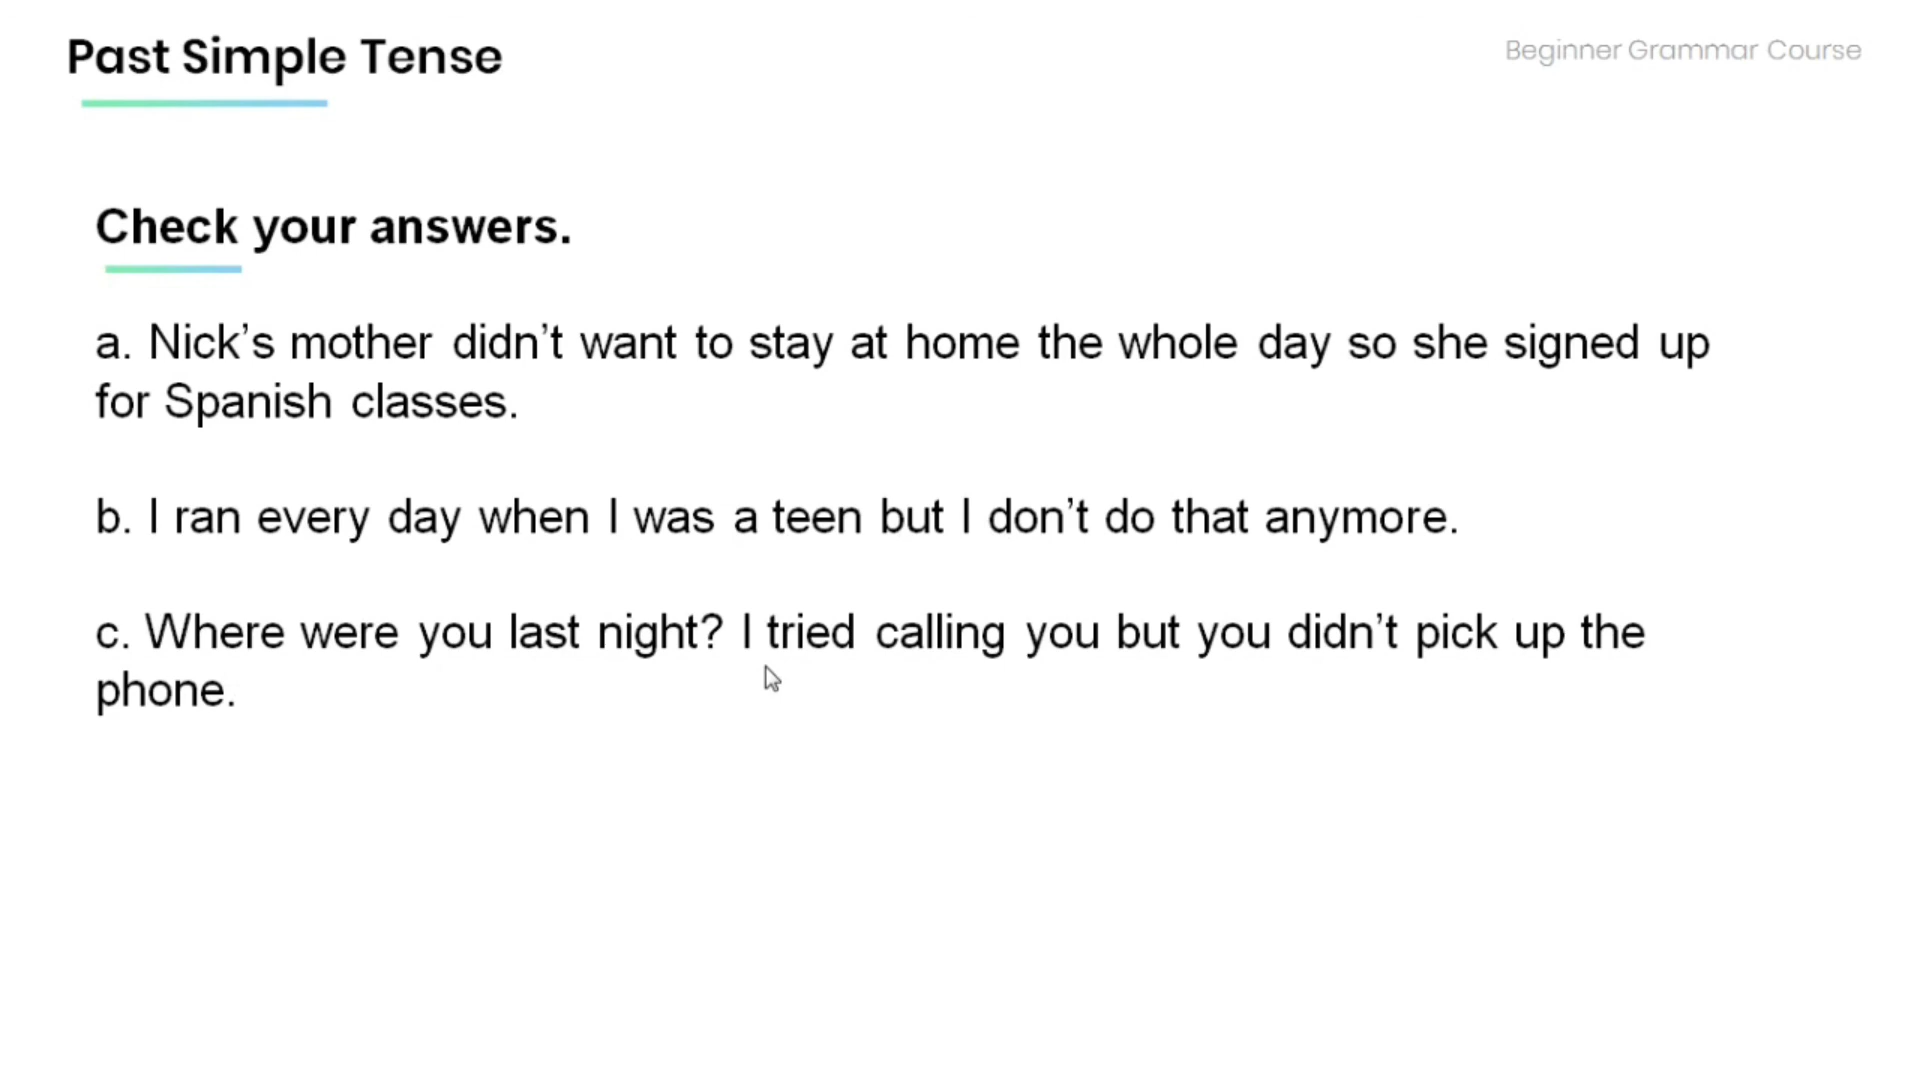 Past Simple Tense
Beginner Grammar Course
Check your answers.
a. Nick’s mother didn’t want to stay at home the whole day so she signed up
for Spanish classes.
b. I ran every day when I was a teen but I don’t do that anymore.
c. Where were you last night? I tried calling you but you didn’t pick up the
phone.